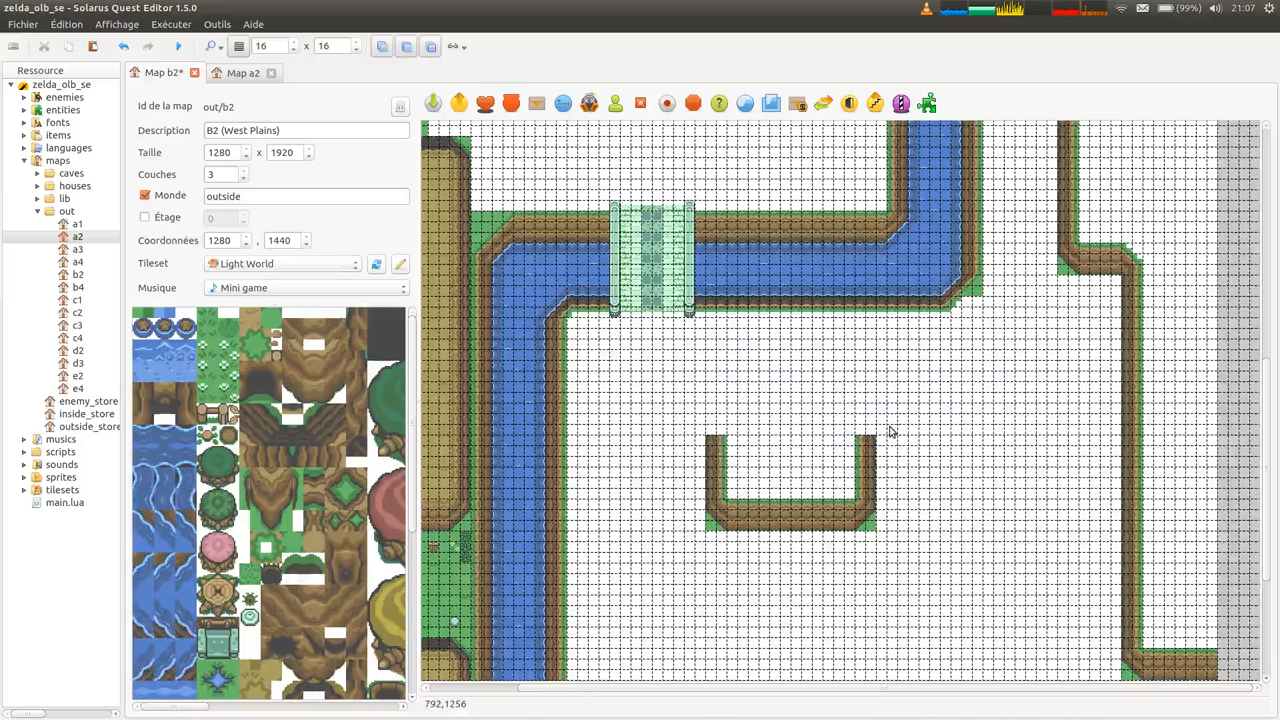 zelda_olb_se - Solarus Quest Editor 1.5.0
(99%)
21:07
Fichier
Édition
Affichage
Exécuter
Outils
Aide
16
16
Ressource
zelda_olb_se
enemies
entities
fonts
items
languages
maps
caves
houses
lib
out
a1
a2
a3
a4
b2
b4
c1
c2
c3
c4
d2
d3
e2
e4
enemy_store
inside_store
outside_store
musics
scripts
sounds
sprites
tilesets
main.lua
Map b2*
Map a2
Id de la map
out/b2
Description
B2 (West Plains)
Taille
1280 x 1920
Couches
3
Monde
outside
Étage
0
Coordonnées
1280 , 1440
Tileset
Light World
Musique
Mini game
792,1256